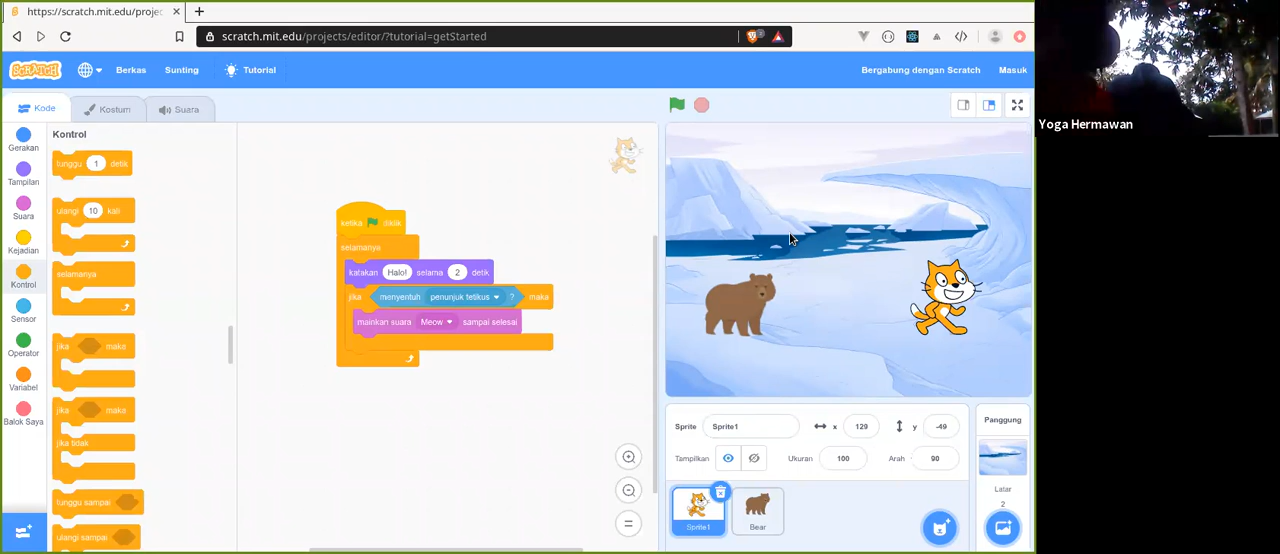 https://scratch.mit.edu/projec
scratch.mit.edu/projects/editor/?tutorial=getStarted
SCRATCH
Berkas
Sunting
Tutorial
Bergabung dengan Scratch
Masuk
Kode
Kostum
Suara
Gerakan
Tampilan
Suara
Kejadian
Kontrol
Sensor
Operator
Variabel
Balok Saya
Kontrol
tunggu 1 detik
ulangi 10 kali
selamanya
jika maka
jika maka
jika tidak
tunggu sampai
ulangi sampai
ketika diklik
selamanya
katakan Halo! selama 2 detik
jika menyentuh penunjuk tetikus ? maka
mainkan suara Meow sampai selesai
Sprite Sprite1 x 129 y -49
Tampilkan Ukuran 100 Arah 90
Sprite1
Bear
Panggung
Latar
2
Yoga Hermawan